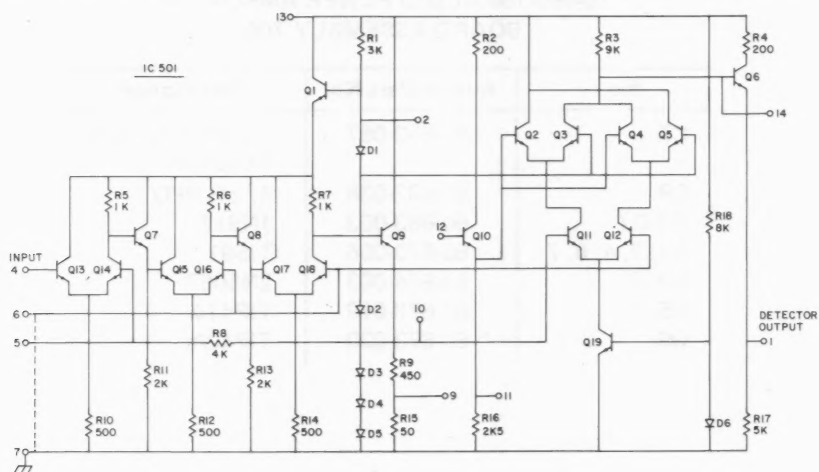 13
R1
3K
R2
200
R3
9K
R4
200
IC 501
Q1
Q6
2
14
D1
Q2
Q3
Q4
Q5
R5
1K
R6
1K
R7
1K
R18
8K
Q7
Q8
Q9
12
Q10
Q11
Q12
INPUT
4
Q13
Q14
Q15
Q16
Q17
Q18
6
D2
10
DETECTOR
OUTPUT
5
R8
4K
Q19
1
R11
2K
R13
2K
D3
R9
450
D4
9
11
R10
500
R12
500
R14
500
D5
R15
50
R16
2K5
D6
R17
5K
7